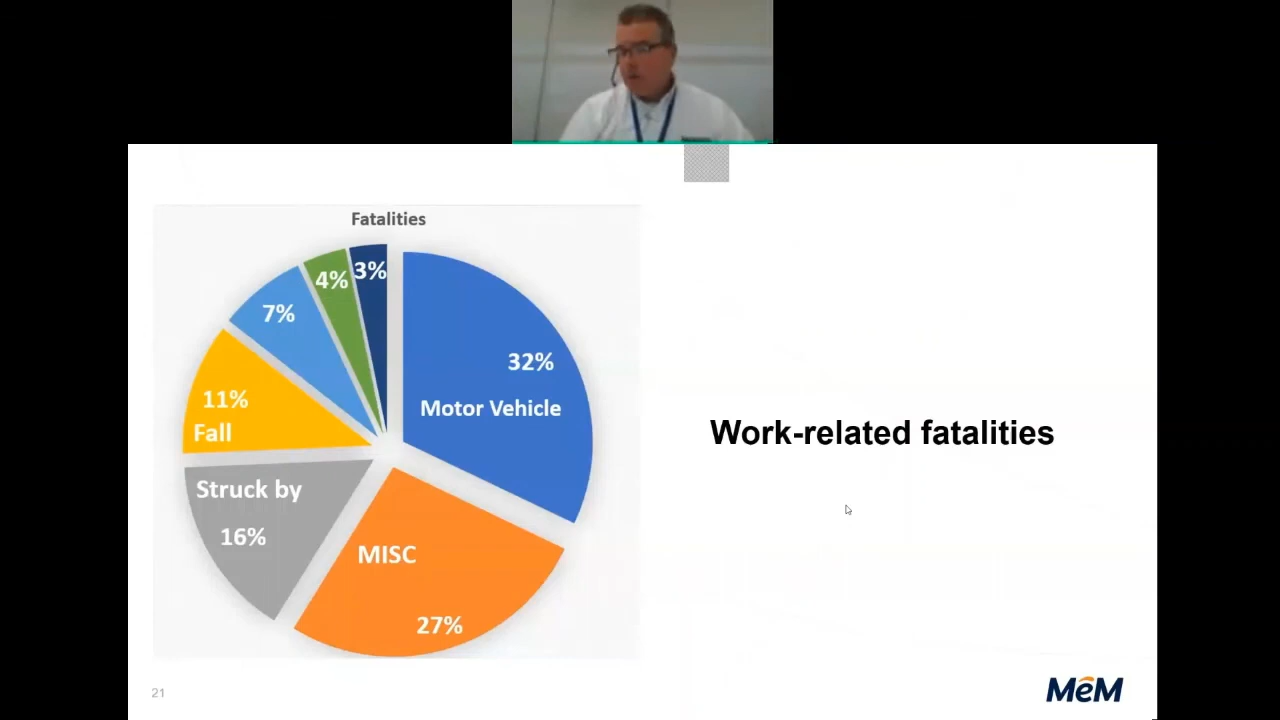 Fatalities
3%
4%
7%
32%
11%
Motor Vehicle
Fall
Work-related fatalities
Struck by
16%
MISC
27%
21
MēM